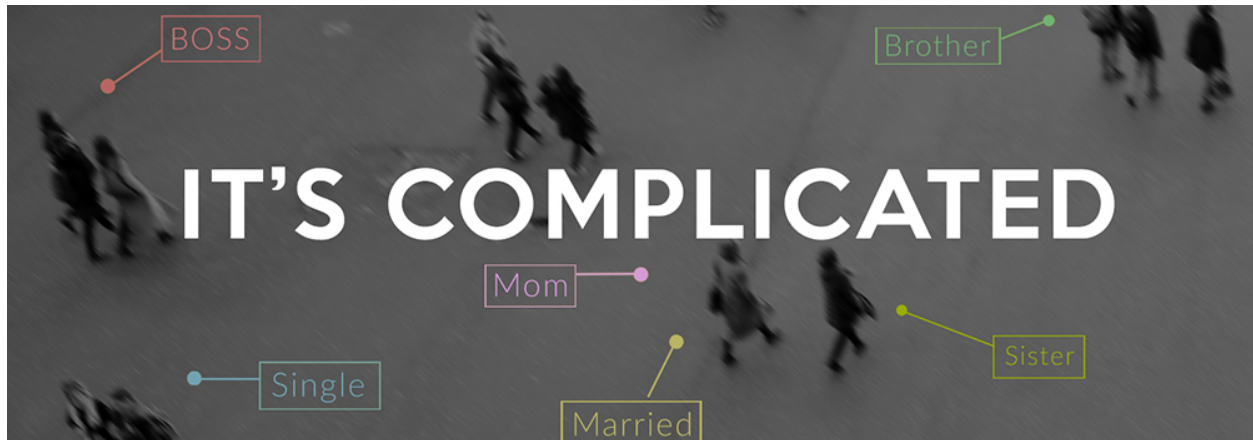 BOSS
Brother
IT'S COMPLICATED
Mom
Sister
Single
Married